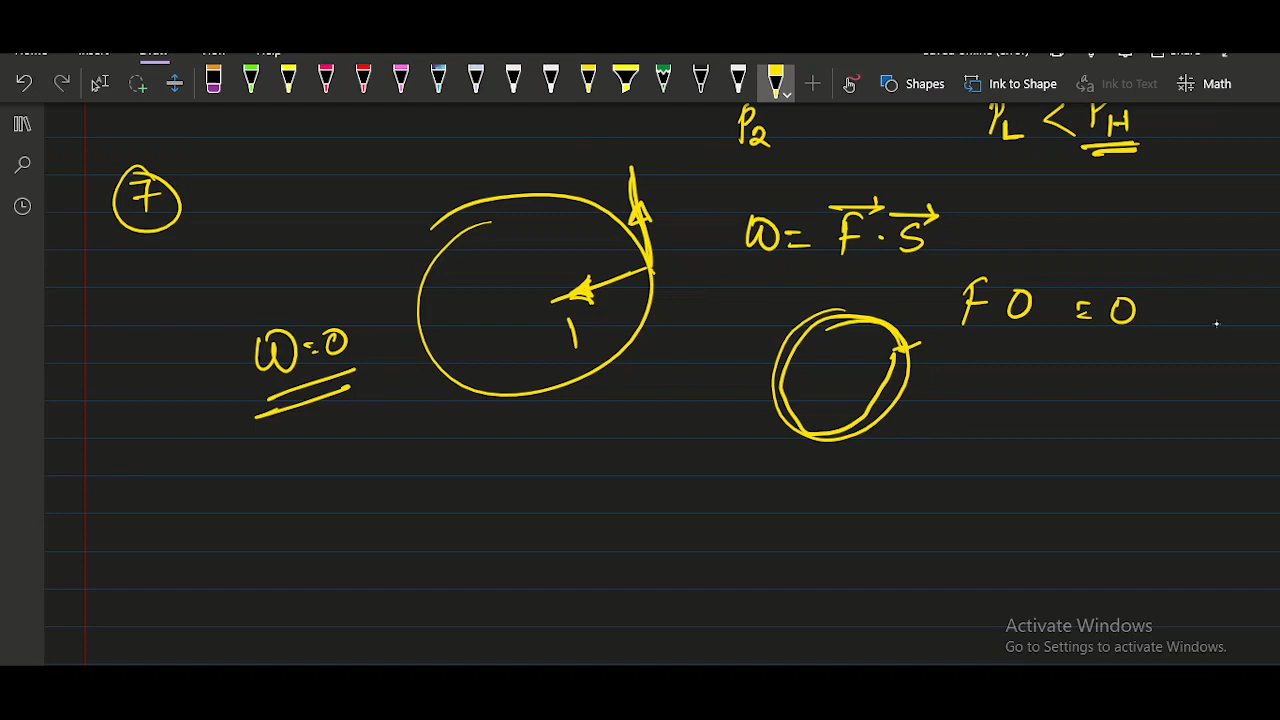 Shapes Ink to Shape Ink to Text Math
P2 PL < PH
7
W = F · S
F 0 = 0
W = 0
Activate Windows
Go to Settings to activate Windows.